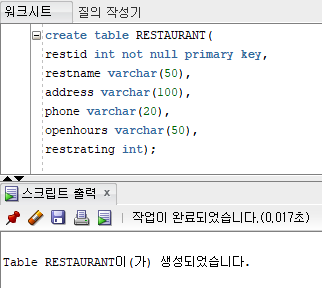 워크시트 질의 작성기
create table RESTAURANT(
restid int not null primary key,
restname varchar(50),
address varchar(100),
phone varchar(20),
openhours varchar(50),
restrating int);
스크립트 출력 ×
작업이 완료되었습니다.(0,017초)
Table RESTAURANT이(가) 생성되었습니다.